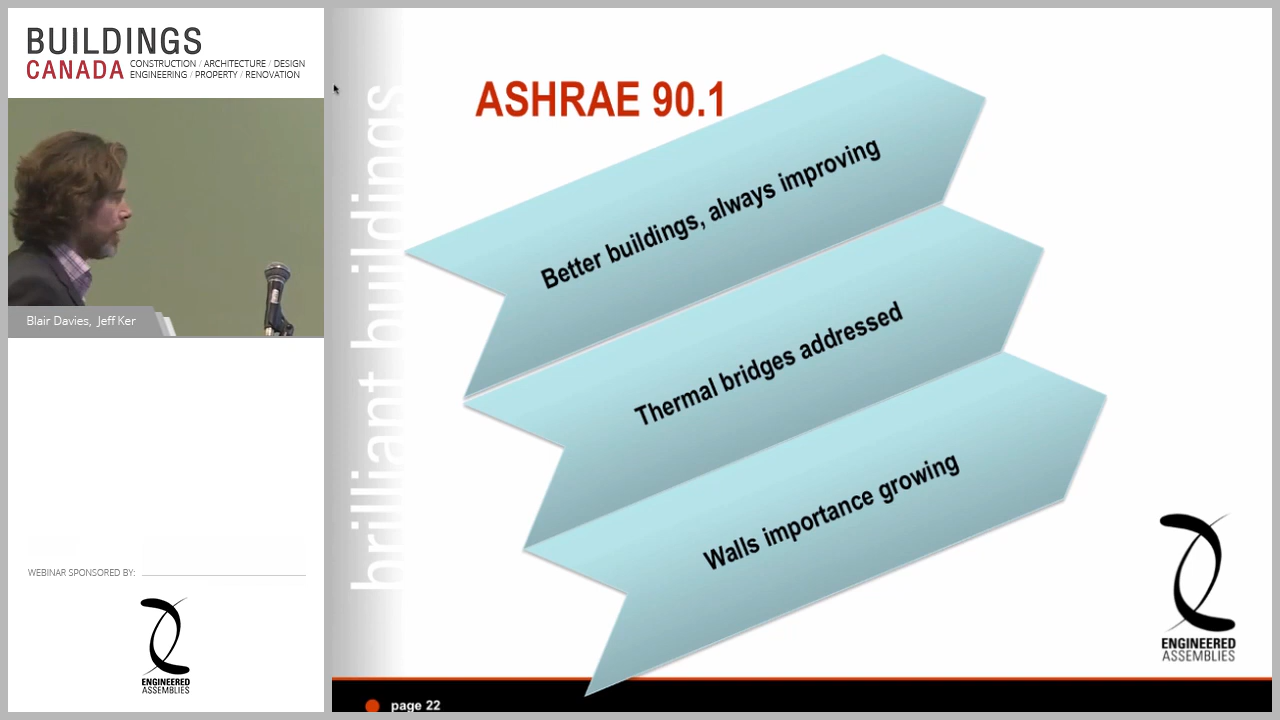 BUILDINGS
CANADA
CONSTRUCTION / ARCHITECTURE / DESIGN
ENGINEERING / PROPERTY / RENOVATION
Blair Davies, Jeff Ker
WEBINAR SPONSORED BY:
ENGINEERED
ASSEMBLIES
brilliant buildings
ASHRAE 90.1
Better buildings, always improving
Thermal bridges addressed
Walls importance growing
ENGINEERED
ASSEMBLIES
page 22